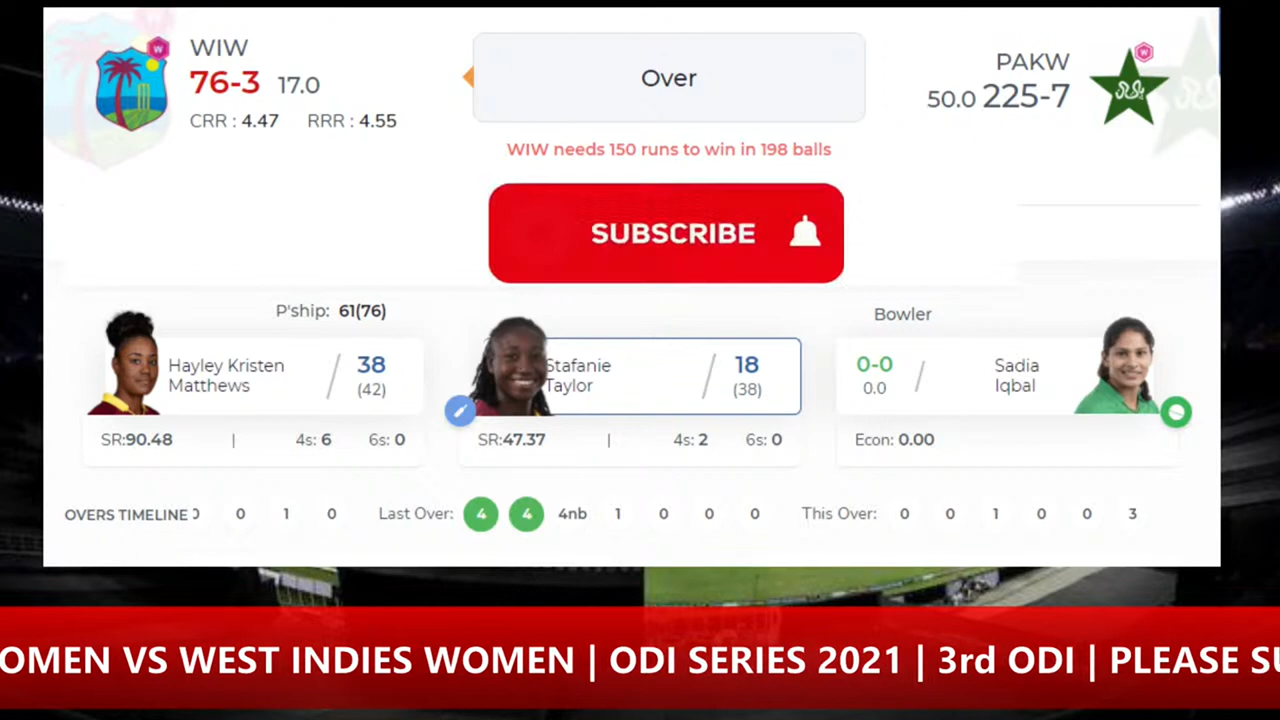 WIW
76-3 17.0
CRR : 4.47 RRR : 4.55
Over
PAKW
50.0 225-7
WIW needs 150 runs to win in 198 balls
SUBSCRIBE
P'ship: 61(76)
Bowler
Hayley Kristen
Matthews
38
(42)
Stafanie
Taylor
18
(38)
0-0
0.0
Sadia
Iqbal
SR:90.48 | 4s: 6 6s: 0
SR:47.37 | 4s: 2 6s: 0
Econ: 0.00
OVERS TIMELINE 0 0 1 0 Last Over: 4 4 4nb 1 0 0 0 This Over: 0 0 1 0 0 3
OMEN VS WEST INDIES WOMEN | ODI SERIES 2021 | 3rd ODI | PLEASE SU